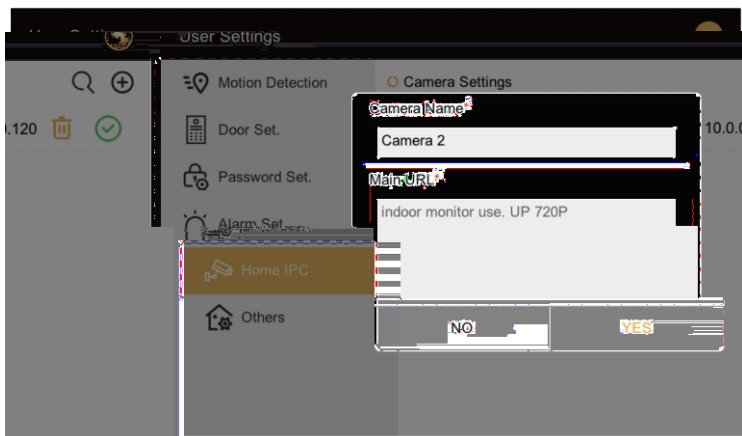 User Settings
Motion Detection
Camera Settings
Camera Name*
.120
Door Set.
Camera 2
10.0.0
Password Set.
Main URL*
indoor monitor use. UP 720P
Alarm Set.
Home IPC
Others
NO
YES